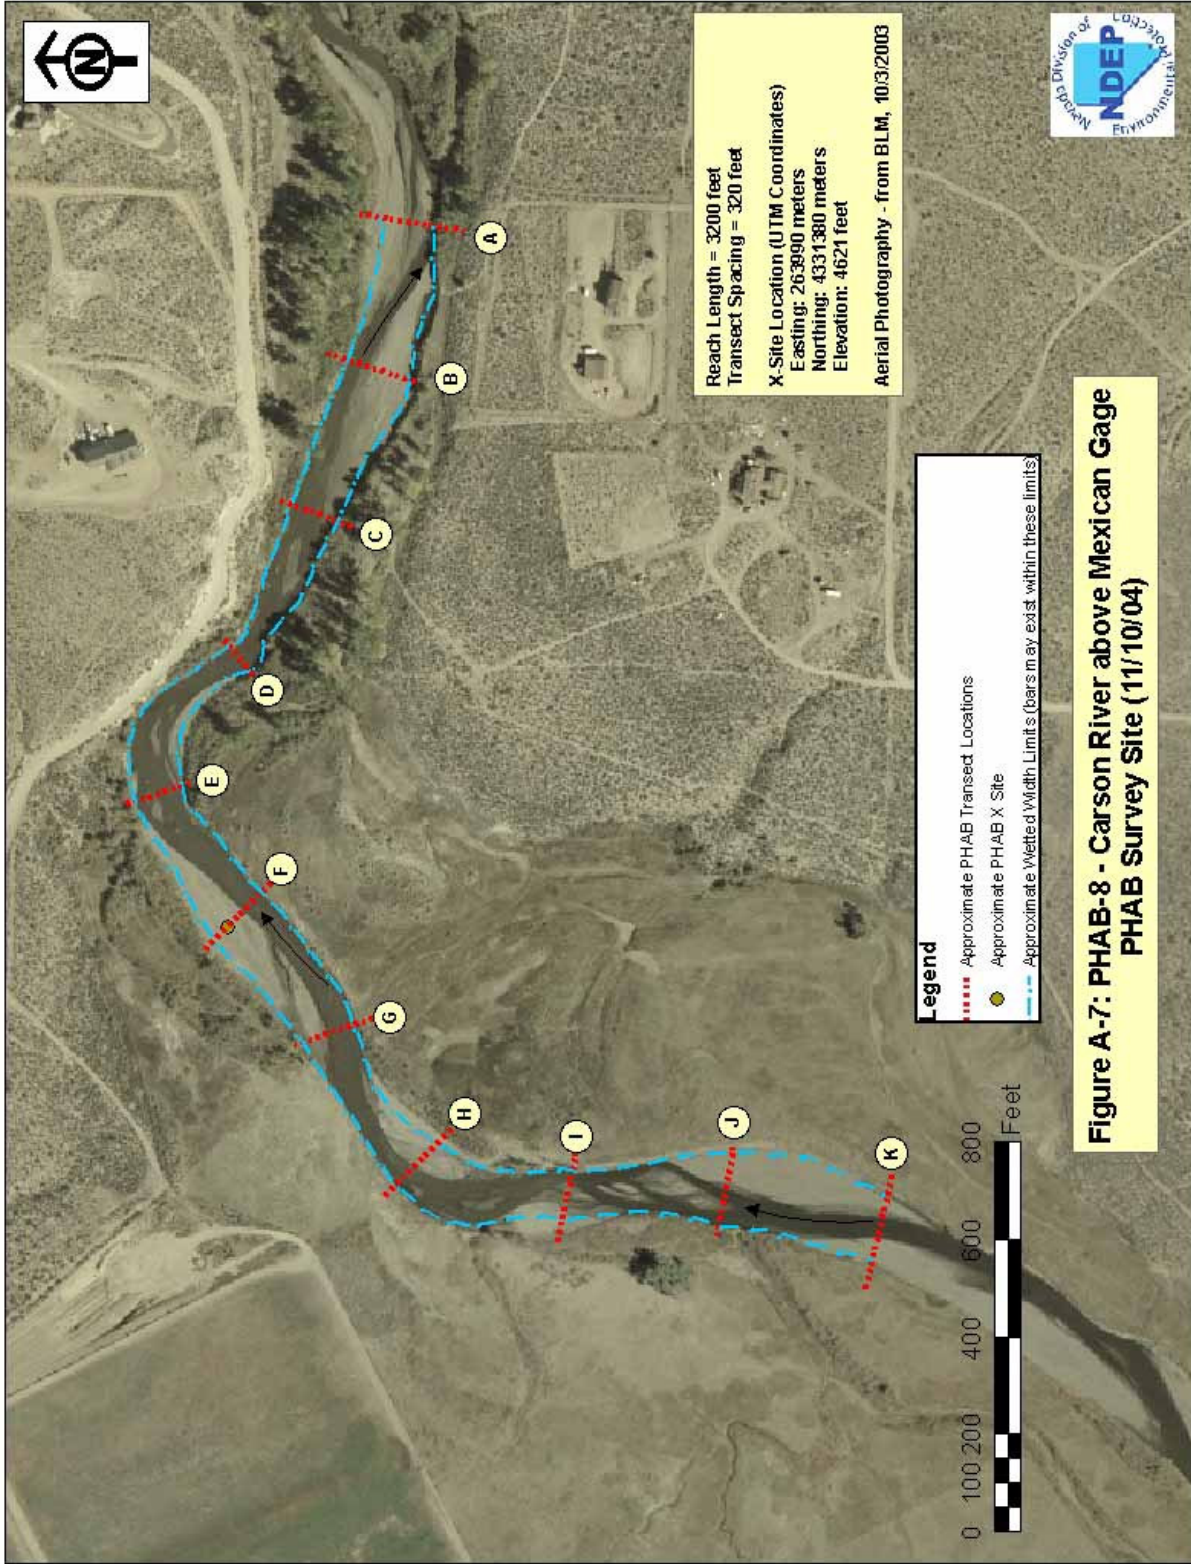 N
A
B
C
D
E
F
G
H
I
J
K
Reach Length = 3200 feet
Transect Spacing = 320 feet
X-Site Location (UTM Coordinates)
Easting: 263990 meters
Northing: 4331380 meters
Elevation: 4621 feet
Aerial Photography - from BLM, 10/3/2003
Nevada Division of
Environmental Protection
NDEP
Legend
Approximate PHAB Transect Locations
Approximate PHAB X Site
Approximate Wetted Width Limits (bars may exist within these limits)
0 100 200 400 600 800
Feet
Figure A-7: PHAB-8 - Carson River above Mexican Gage
PHAB Survey Site (11/10/04)